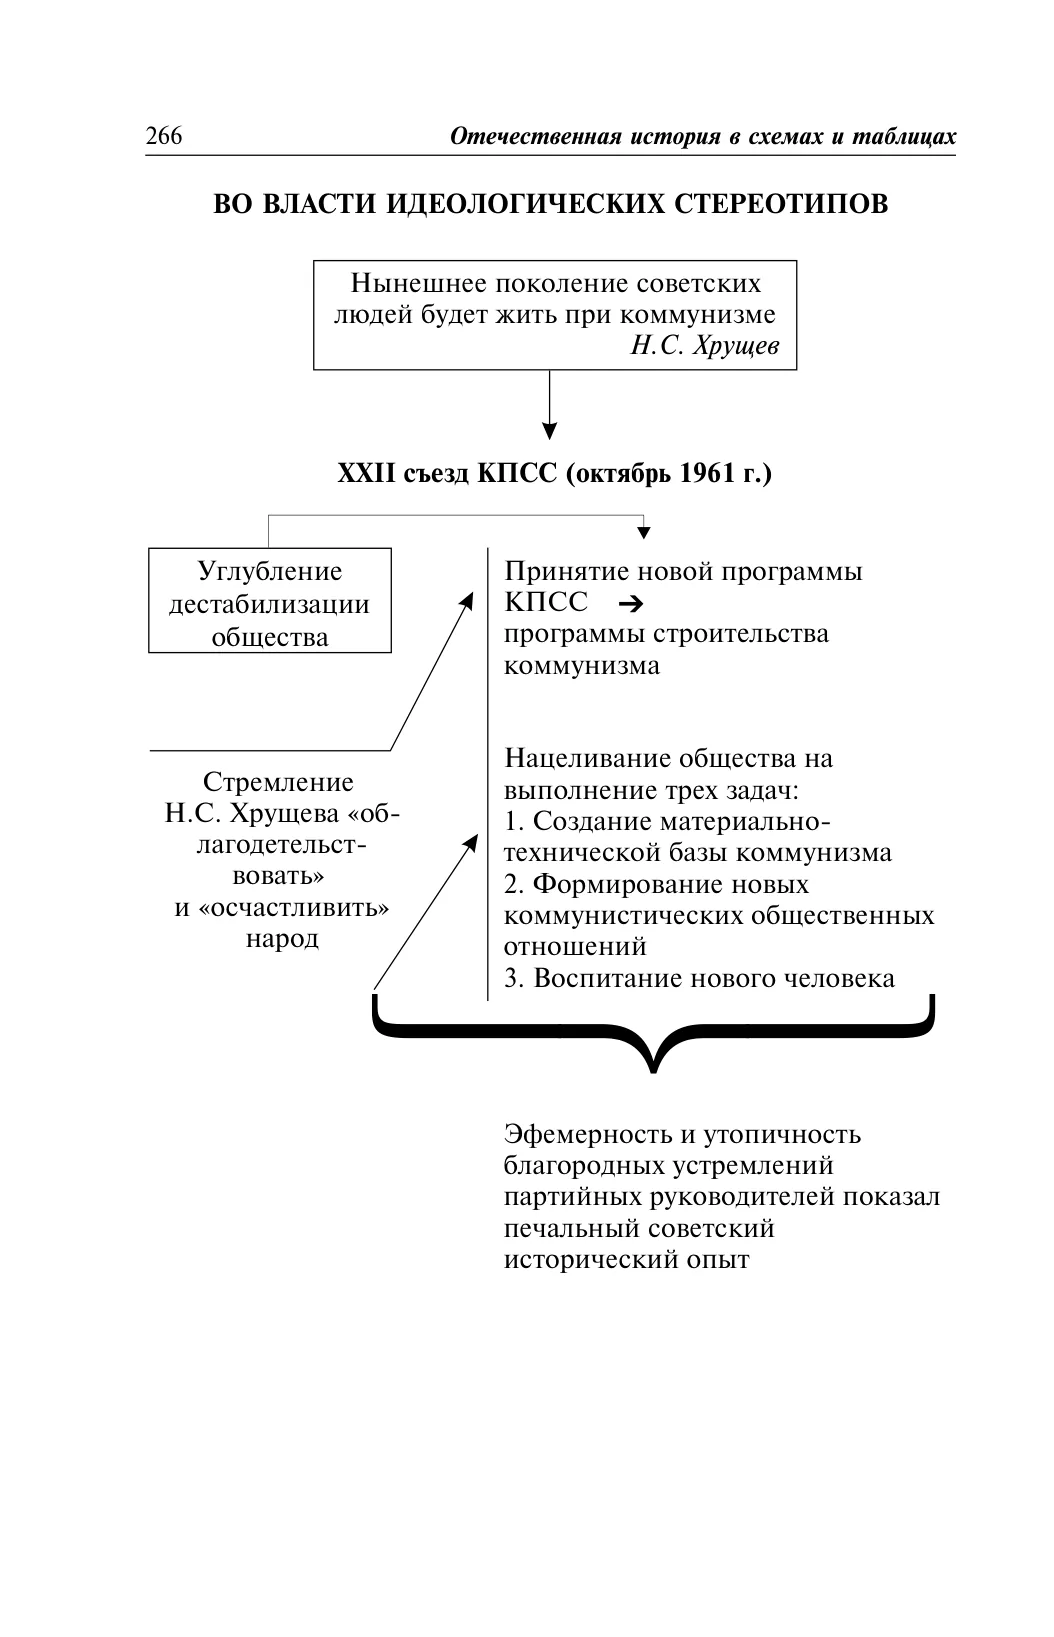 266
Отечественная история в схемах и таблицах
ВО ВЛАСТИ ИДЕОЛОГИЧЕСКИХ СТЕРЕОТИПОВ
Нынешнее поколение советских
людей будет жить при коммунизме
Н.С. Хрущев
XXII съезд КПСС (октябрь 1961 г.)
Углубление
дестабилизации
общества
Стремление
Н.С. Хрущева «об-
лагодетельст-
вовать»
и «осчастливить»
народ
Принятие новой программы
КПСС ➔
программы строительства
коммунизма
Нацеливание общества на
выполнение трех задач:
1. Создание материально-
технической базы коммунизма
2. Формирование новых
коммунистических общественных
отношений
3. Воспитание нового человека
Эфемерность и утопичность
благородных устремлений
партийных руководителей показал
печальный советский
исторический опыт